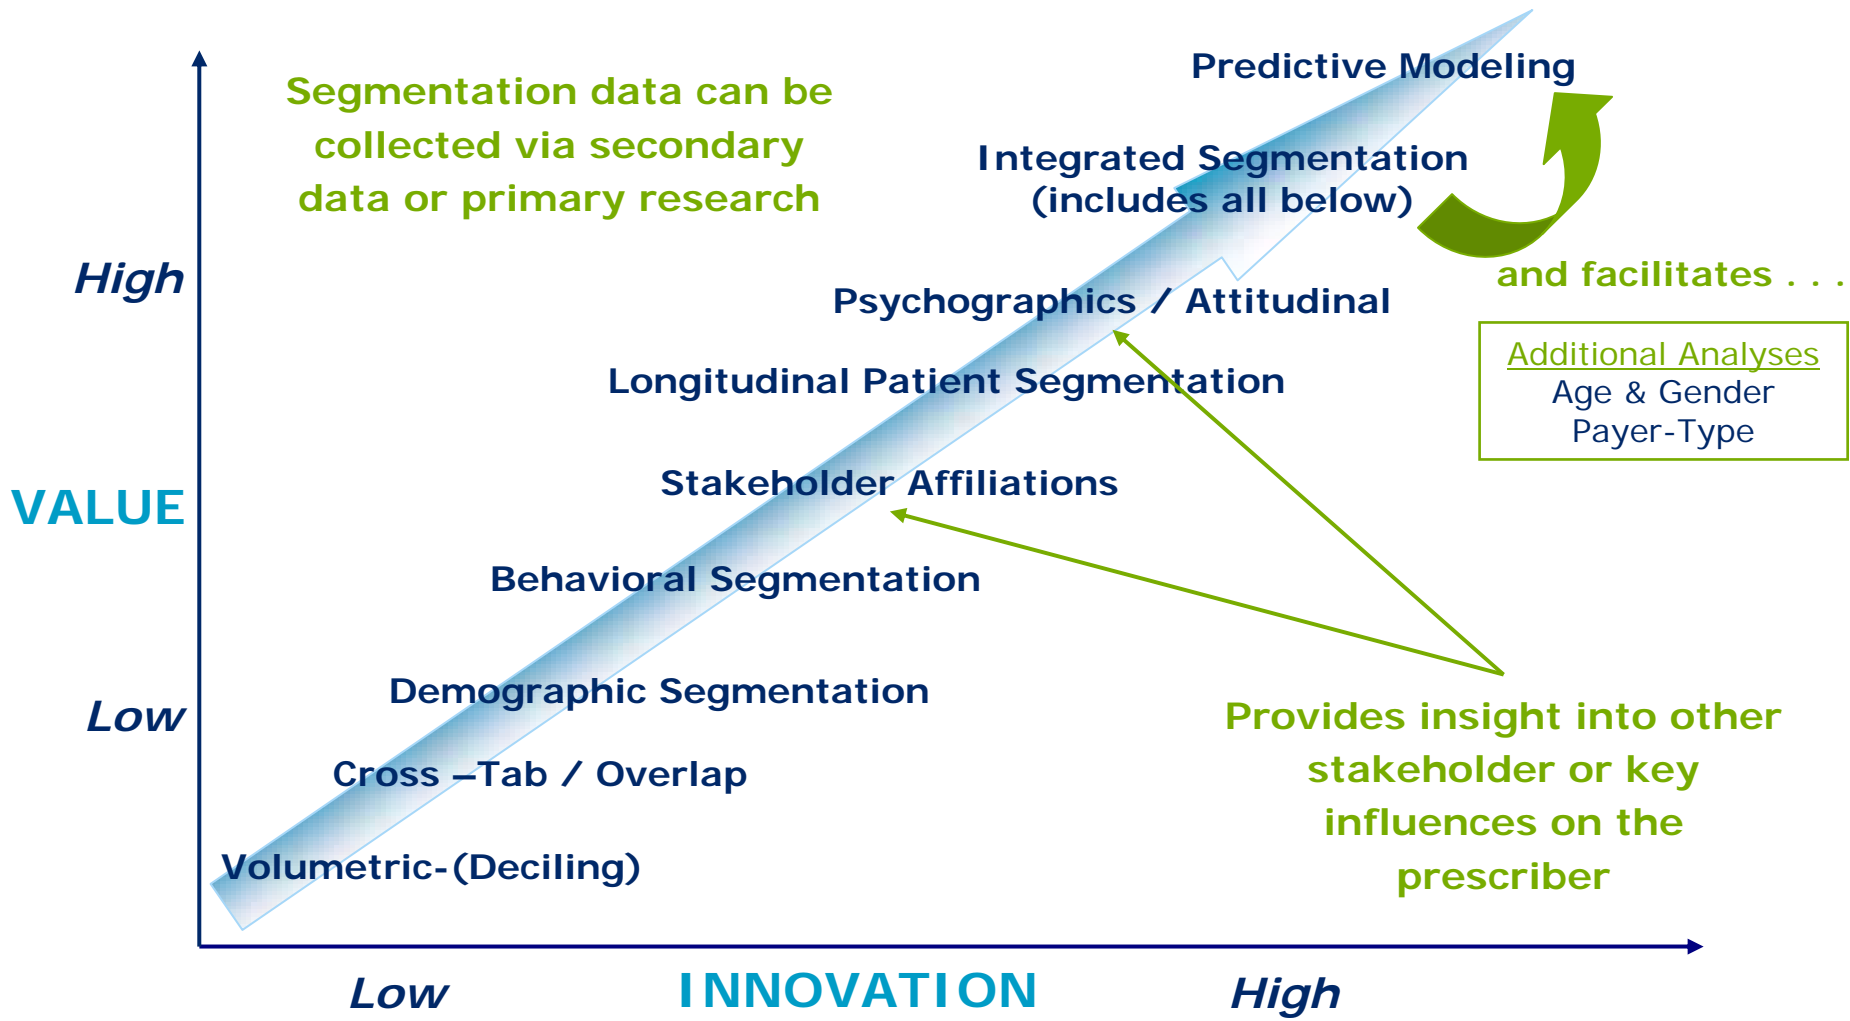 Predictive Modeling
Segmentation data can be
collected via secondary
data or primary research
Integrated Segmentation
(includes all below)
High
and facilitates . . .
Psychographics / Attitudinal
Additional Analyses
Age & Gender
Payer-Type
Longitudinal Patient Segmentation
Stakeholder Affiliations
VALUE
Behavioral Segmentation
Demographic Segmentation
Low
Provides insight into other
stakeholder or key
influences on the
prescriber
Cross –Tab / Overlap
Volumetric-(Deciling)
Low
INNOVATION
High